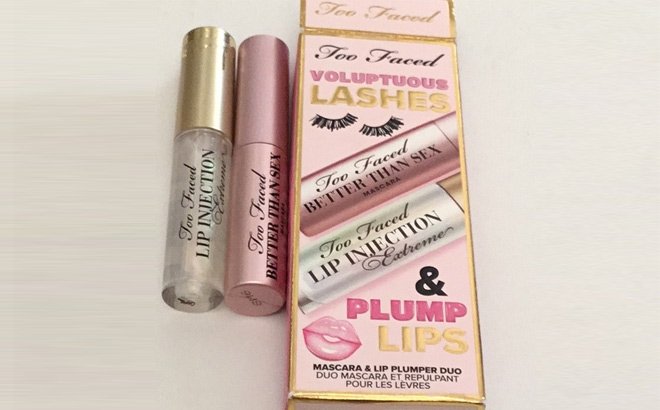 Too Faced
LIP INJECTION
Extreme
Too Faced
BETTER THAN SEX
MASCARA
Too Faced
Too Faced
VOLUPTUOUS
LASHES
Too Faced
BETTER THAN SEX
MASCARA
Too Faced
LIP INJECTION
Extreme
&
PLUMP
LIPS
MASCARA & LIP PLUMPER DUO
DUO MASCARA ET REPULPANT
POUR LES LÈVRES